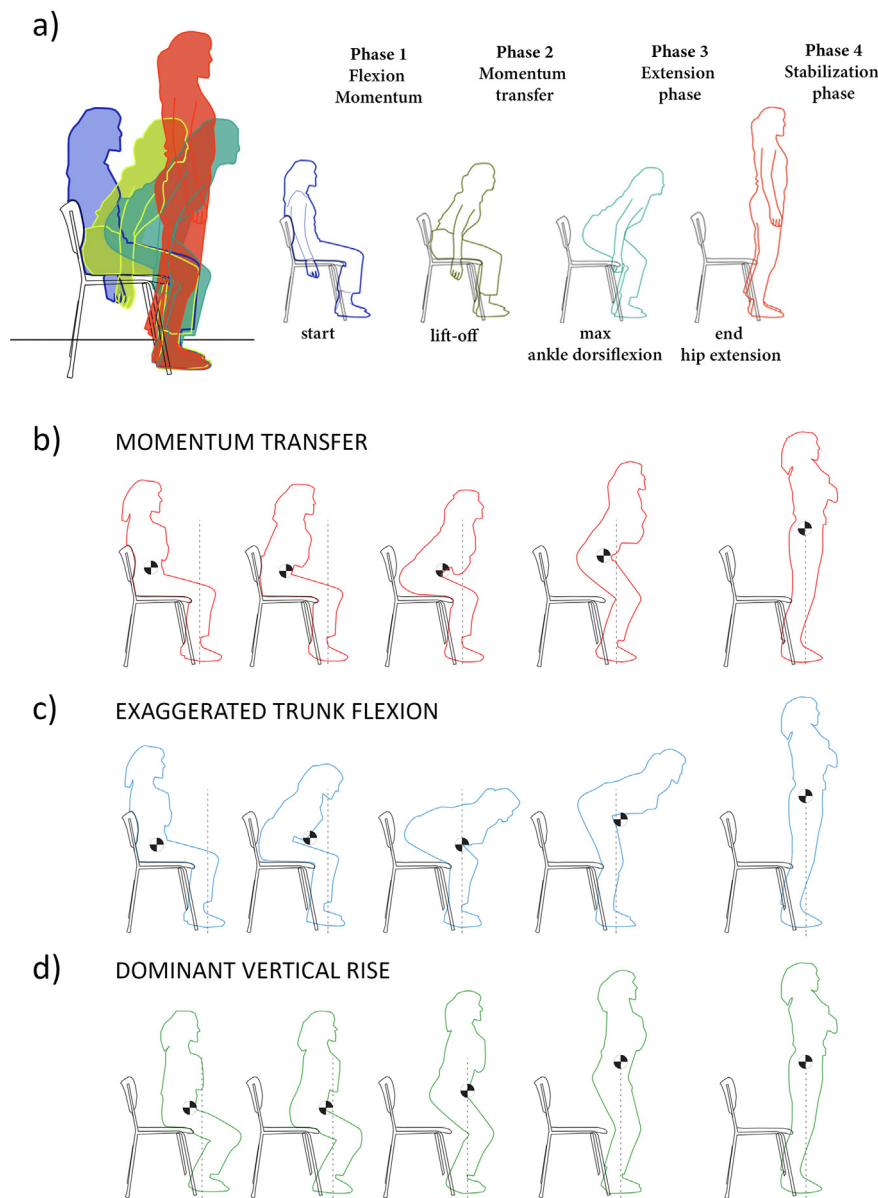 a)
Phase 1
Flexion
Momentum
Phase 2
Momentum
transfer
Phase 3
Extension
phase
Phase 4
Stabilization
phase
start
lift-off
max
ankle dorsiflexion
end
hip extension
b)
MOMENTUM TRANSFER
c)
EXAGGERATED TRUNK FLEXION
d)
DOMINANT VERTICAL RISE